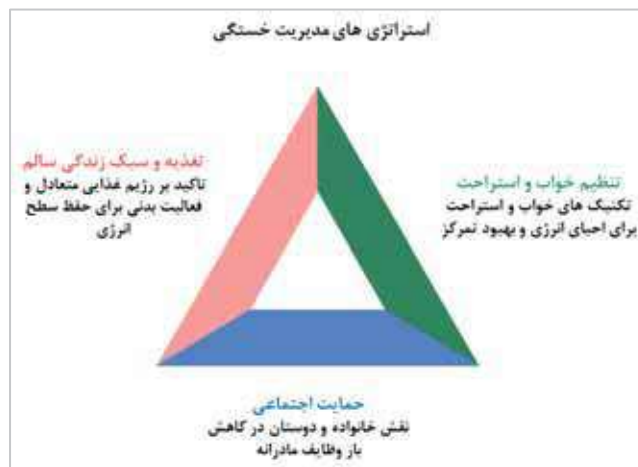 استراتژی های مدیریت خستگی
تنظیم خواب و استراحت
تکنیک های خواب و استراحت
برای احیای انرژی و بهبود تمرکز
تغذیه و سبک زندگی سالم
تاکید بر رژیم غذایی متعادل و
فعالیت بدنی برای حفظ سطح
انرژی
حمایت اجتماعی
نقش خانواده و دوستان در کاهش
بار وظایف مادرانه